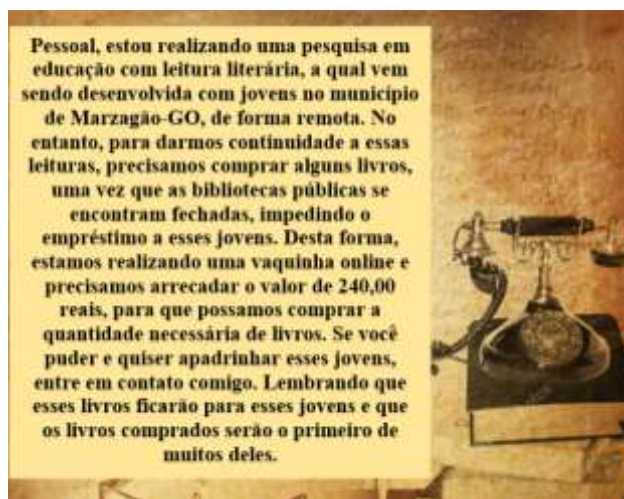 Pessoal, estou realizando uma pesquisa em
educação com leitura literária, a qual vem
sendo desenvolvida com jovens no município
de Marzagão-GO, de forma remota. No
entanto, para darmos continuidade a essas
leituras, precisamos comprar alguns livros,
uma vez que as bibliotecas públicas se
encontram fechadas, impedindo o
empréstimo a esses jovens. Desta forma,
estamos realizando uma vaquinha online e
precisamos arrecadar o valor de 240,00
reais, para que possamos comprar a
quantidade necessária de livros. Se você
puder e quiser apadrinhar esses jovens,
entre em contato comigo. Lembrando que
esses livros ficarão para esses jovens e que
os livros comprados serão o primeiro de
muitos deles.